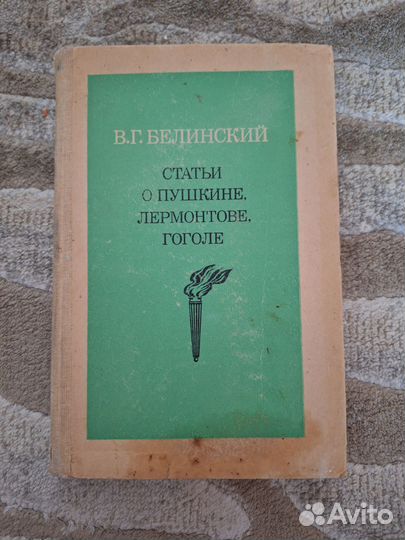 В.Г. БЕЛИНСКИЙ
СТАТЬИ
О ПУШКИНЕ,
ЛЕРМОНТОВЕ,
ГОГОЛЕ
Avito